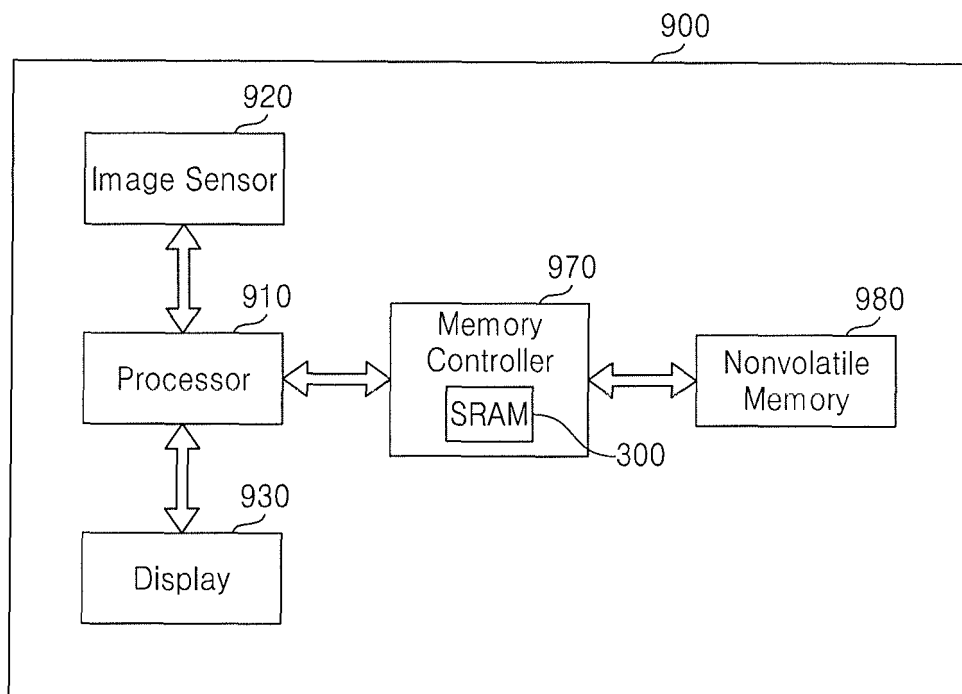 900
920
Image Sensor
910
Processor
970
Memory
Controller
SRAM
300
980
Nonvolatile
Memory
930
Display